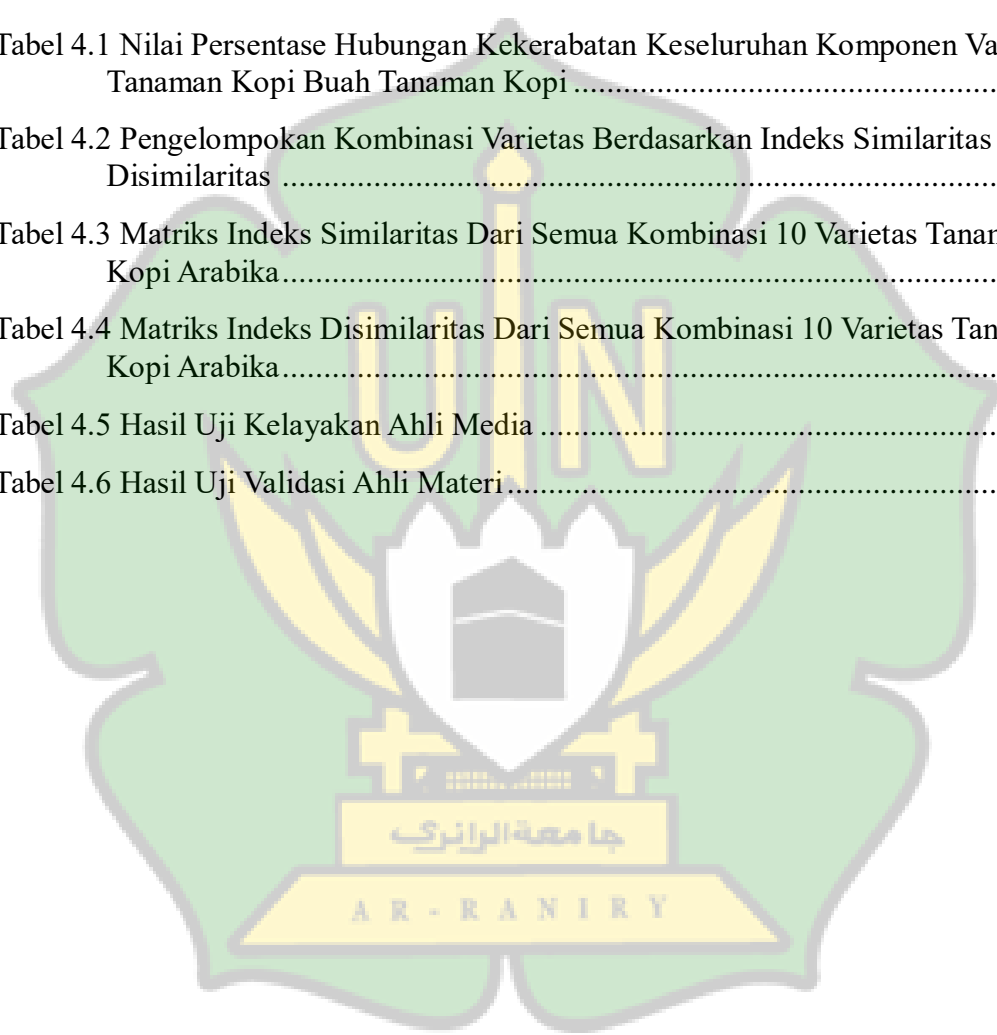 Tabel 4.1 Nilai Persentase Hubungan Kekerabatan Keseluruhan Komponen Va
Tanaman Kopi Buah Tanaman Kopi ....................................................
Tabel 4.2 Pengelompokan Kombinasi Varietas Berdasarkan Indeks Similaritas
Disimilaritas ..........................................................................................
Tabel 4.3 Matriks Indeks Similaritas Dari Semua Kombinasi 10 Varietas Tanam
Kopi Arabika.........................................................................................
Tabel 4.4 Matriks Indeks Disimilaritas Dari Semua Kombinasi 10 Varietas Tan
Kopi Arabika.........................................................................................
Tabel 4.5 Hasil Uji Kelayakan Ahli Media .........................................................
Tabel 4.6 Hasil Uji Validasi Ahli Materi.............................................................
UIN
جامعةالرانري
AR-RANIRY